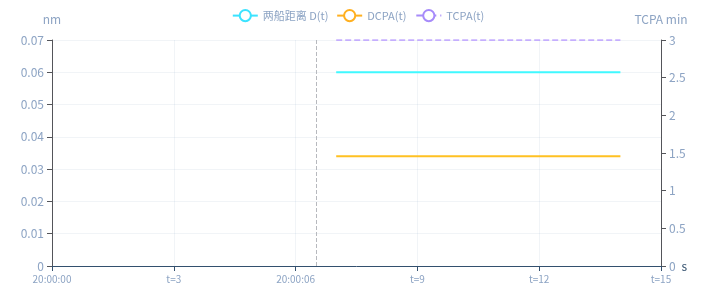 两船距离 D(t) DCPA(t) TCPA(t)
nm TCPA min
0.07 3
0.06 2.5
0.05 2
0.04 1.5
0.03 1
0.02 0.5
0.01
0 0 s
20:00:00 t=3 20:00:06 t=9 t=12 t=15